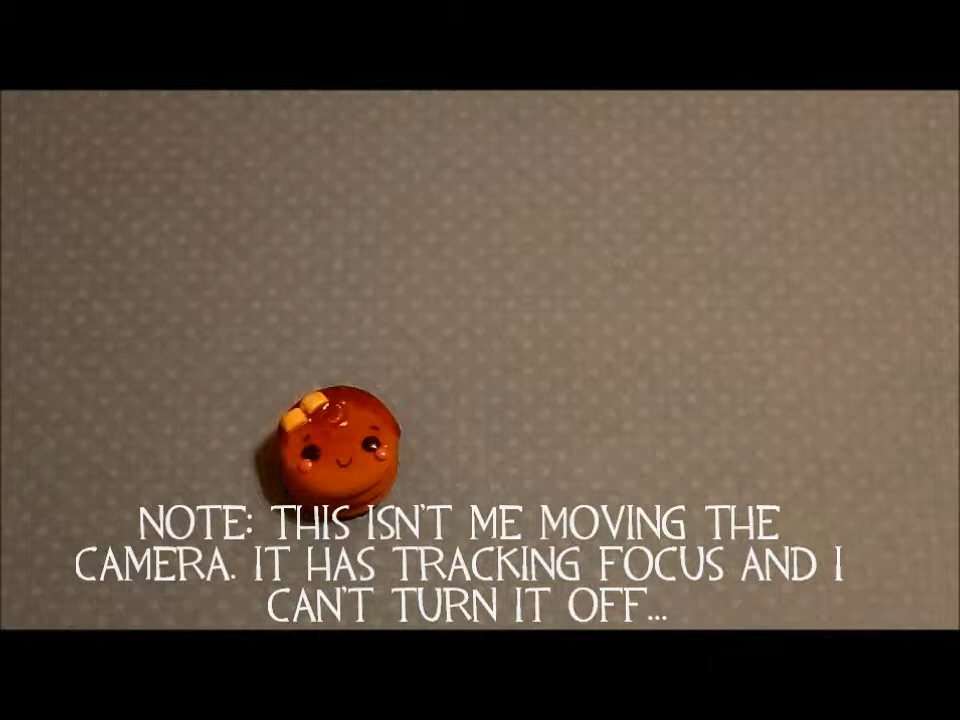 NOTE: THIS ISN'T ME MOVING THE
CAMERA. IT HAS TRACKING FOCUS AND I
CAN'T TURN IT OFF...